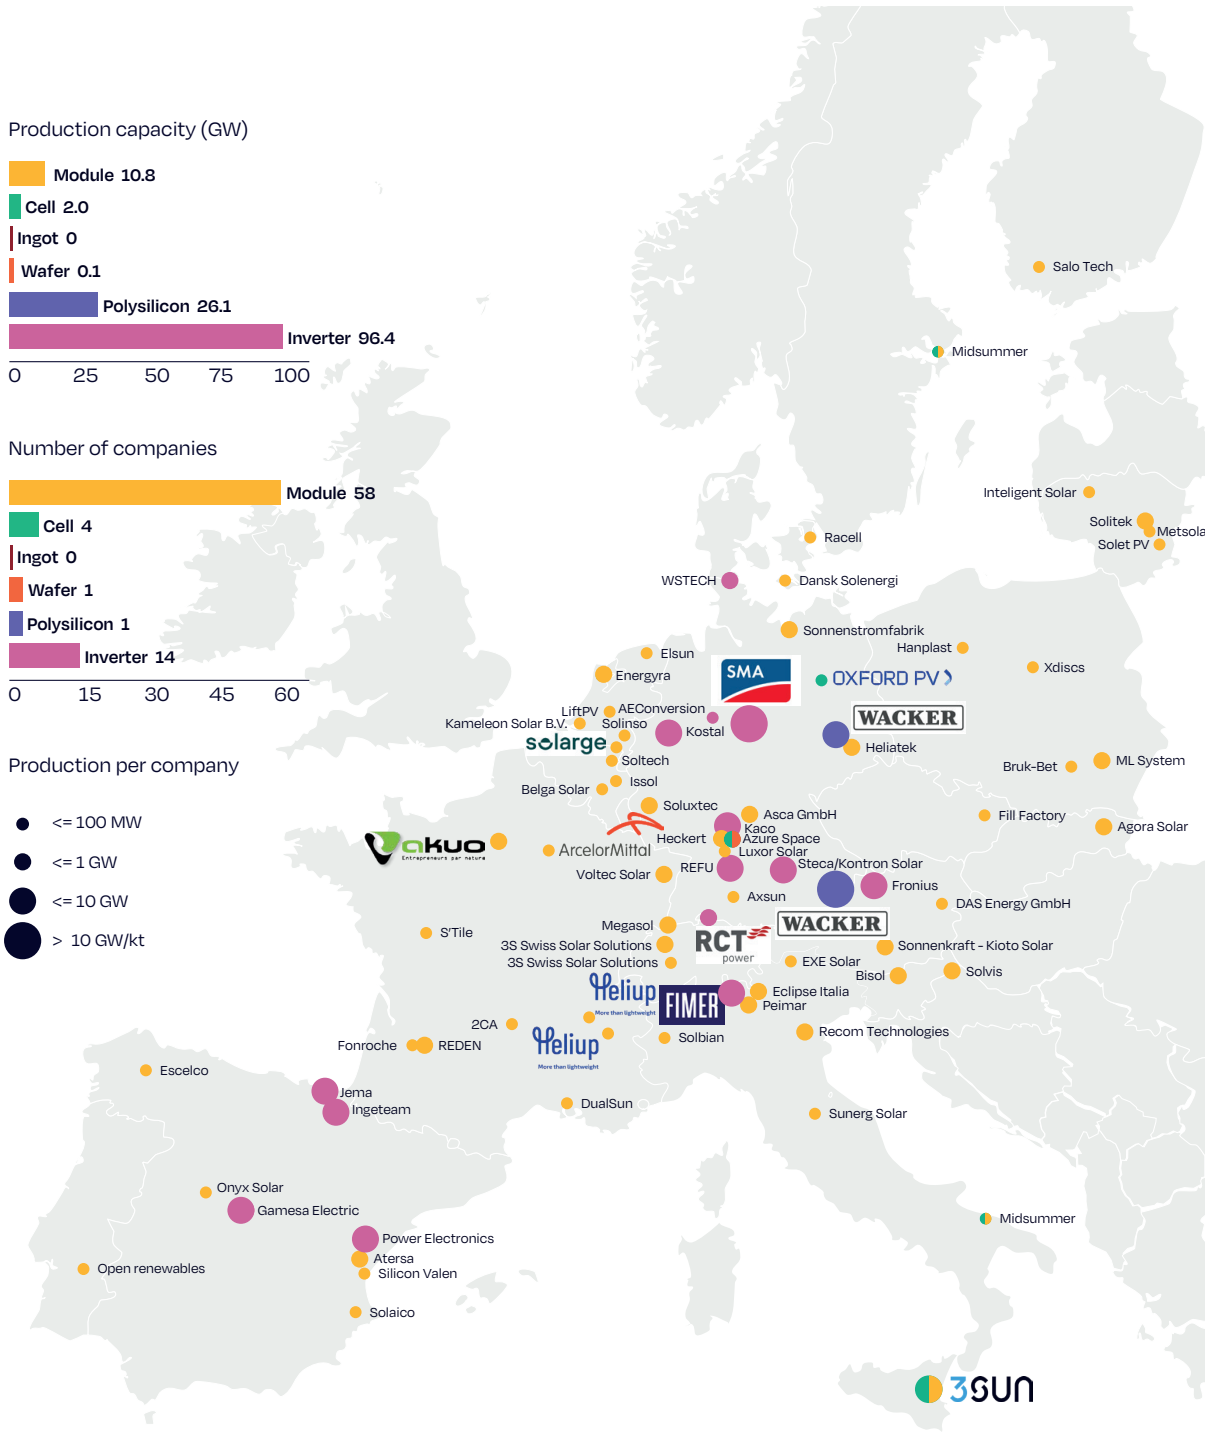 Production capacity (GW)
Module 10.8
Cell 2.0
Ingot 0
Wafer 0.1
Polysilicon 26.1
Inverter 96.4
0 25 50 75 100
Number of companies
Module 58
Cell 4
Ingot 0
Wafer 1
Polysilicon 1
Inverter 14
0 15 30 45 60
Production per company
<= 100 MW
<= 1 GW
<= 10 GW
> 10 GW/kt
Salo Tech
Midsummer
Inteligent Solar
Solitek
Metsola
Solet PV
Racell
WSTECH
Dansk Solenergi
Sonnenstromfabrik
Hanplast
Elsun
Xdiscs
Energyra
SMA
OXFORD PV
LiftPV
AEConversion
WACKER
Kameleon Solar B.V.
Solinso
Kostal
solarge
Heliatek
Soltech
ML System
Bruk-Bet
Issol
Belga Solar
Soluxtec
Asca GmbH
Fill Factory
Kaco
Agora Solar
akuo
Entrepreneurs par nature
Heckert
Azure Space
ArcelorMittal
Luxor Solar
Steca/Kontron Solar
REFU
Voltec Solar
Fronius
Axsun
DAS Energy GmbH
WACKER
Megasol
S'Tile
RCT
power
3S Swiss Solar Solutions
Sonnenkraft - Kioto Solar
3S Swiss Solar Solutions
EXE Solar
Solvis
Bisol
Heliup
More than lightweight
FIMER
Eclipse Italia
Peimar
2CA
Recom Technologies
Solbian
Fonroche
REDEN
Heliup
More than lightweight
Escelco
Jema
DualSun
Ingeteam
Sunerg Solar
Onyx Solar
Gamesa Electric
Midsummer
Power Electronics
Atersa
Open renewables
Silicon Valen
Solaico
3SUN